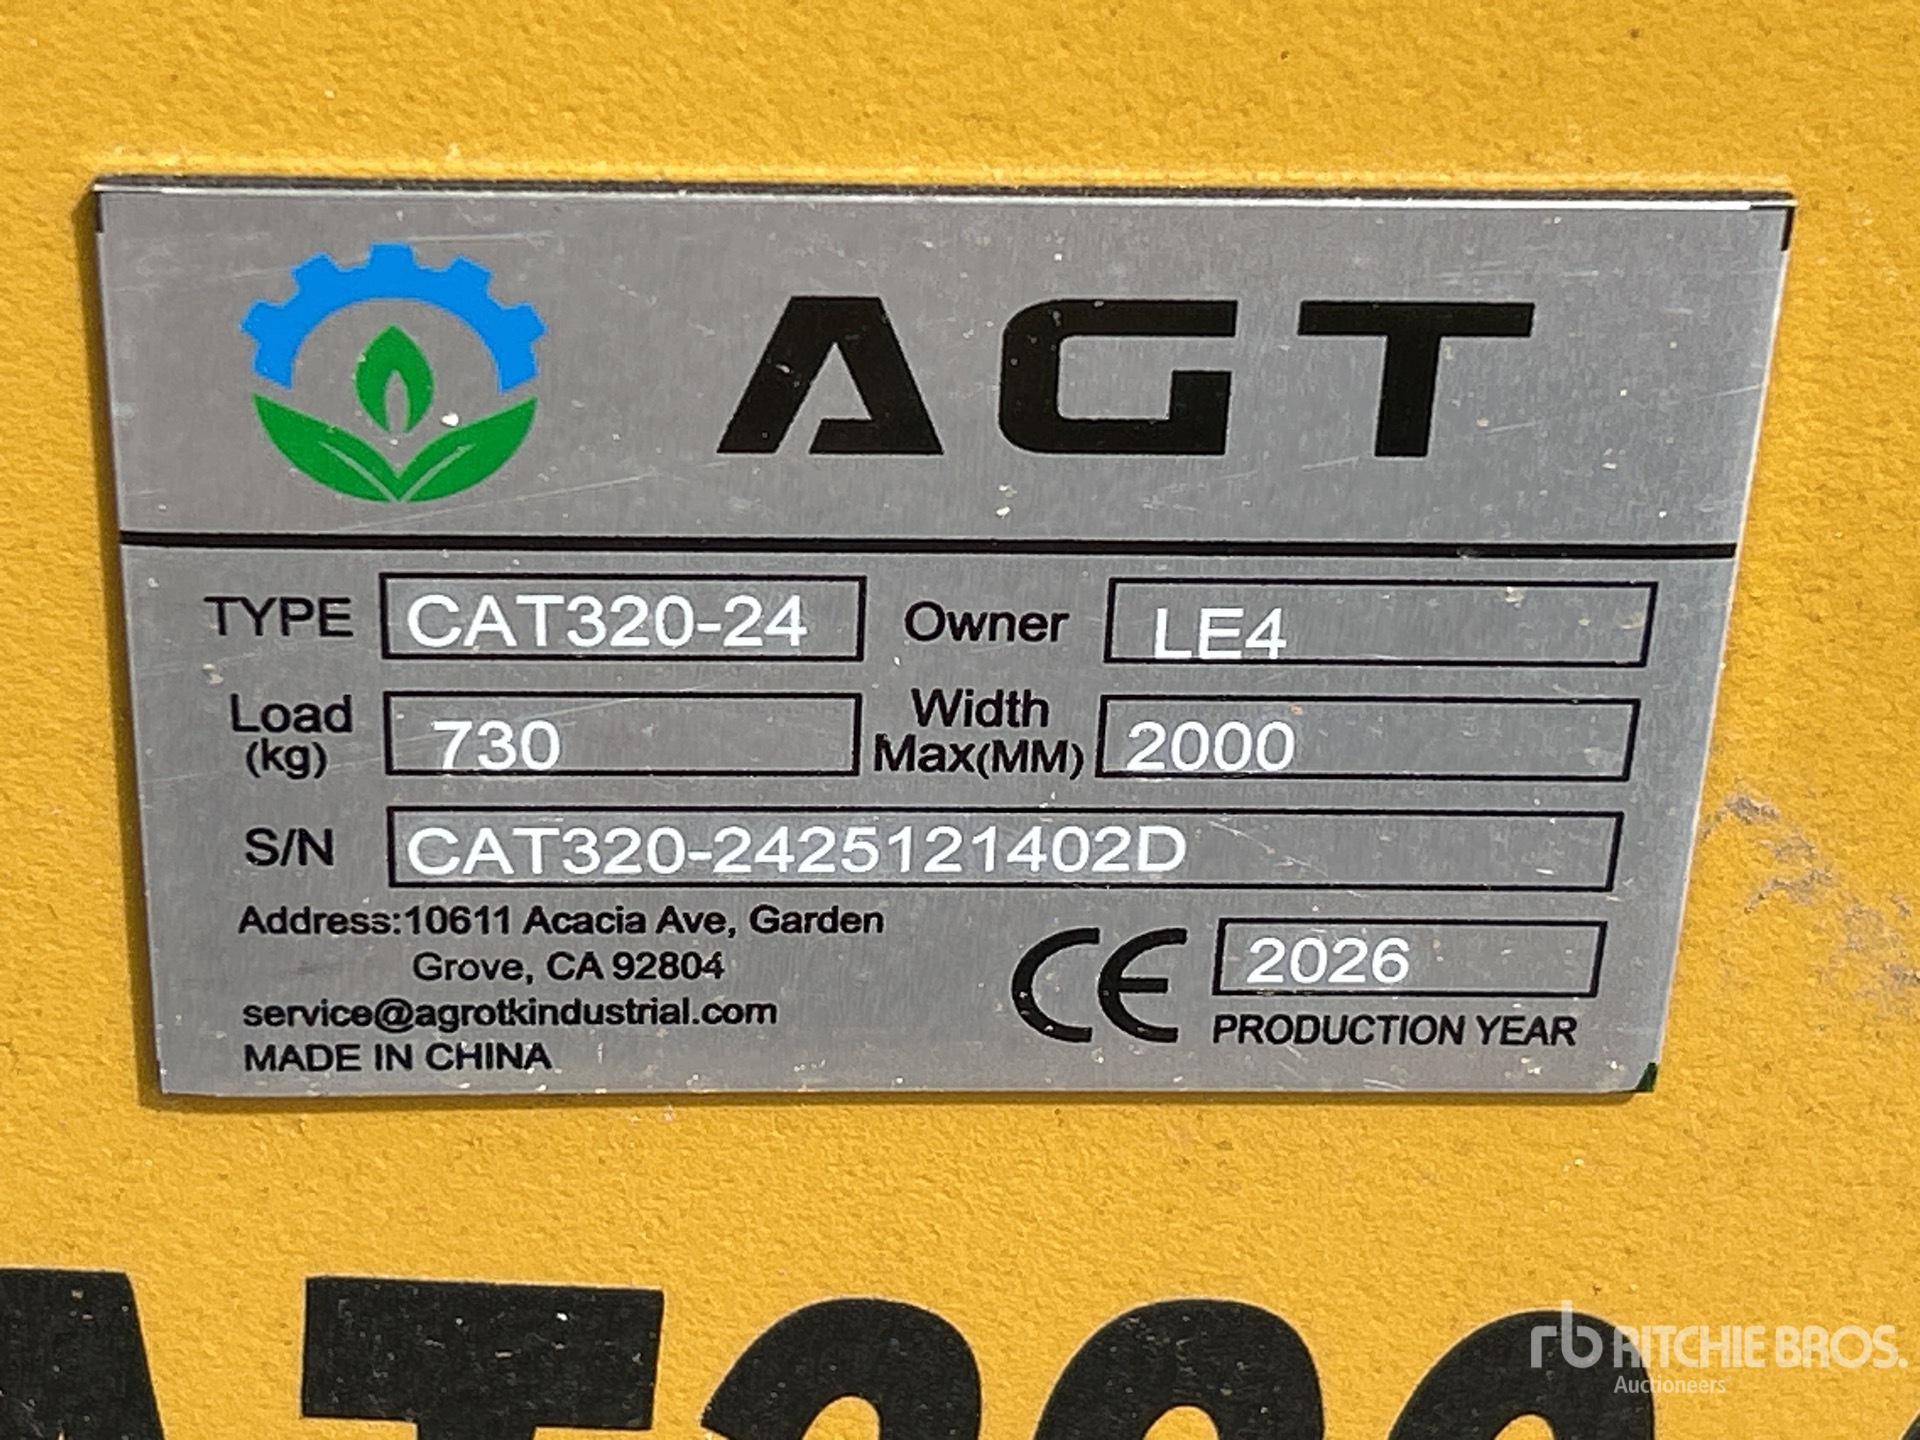 AGT
TYPE CAT320-24 Owner LE4
Load (kg) 730 Width Max(MM) 2000
S/N CAT320-2425121402D
Address:10611 Acacia Ave, Garden
Grove, CA 92804
service@agrotkindustrial.com
MADE IN CHINA
CE 2026
PRODUCTION YEAR
rb RITCHIE BROS.
Auctioneers